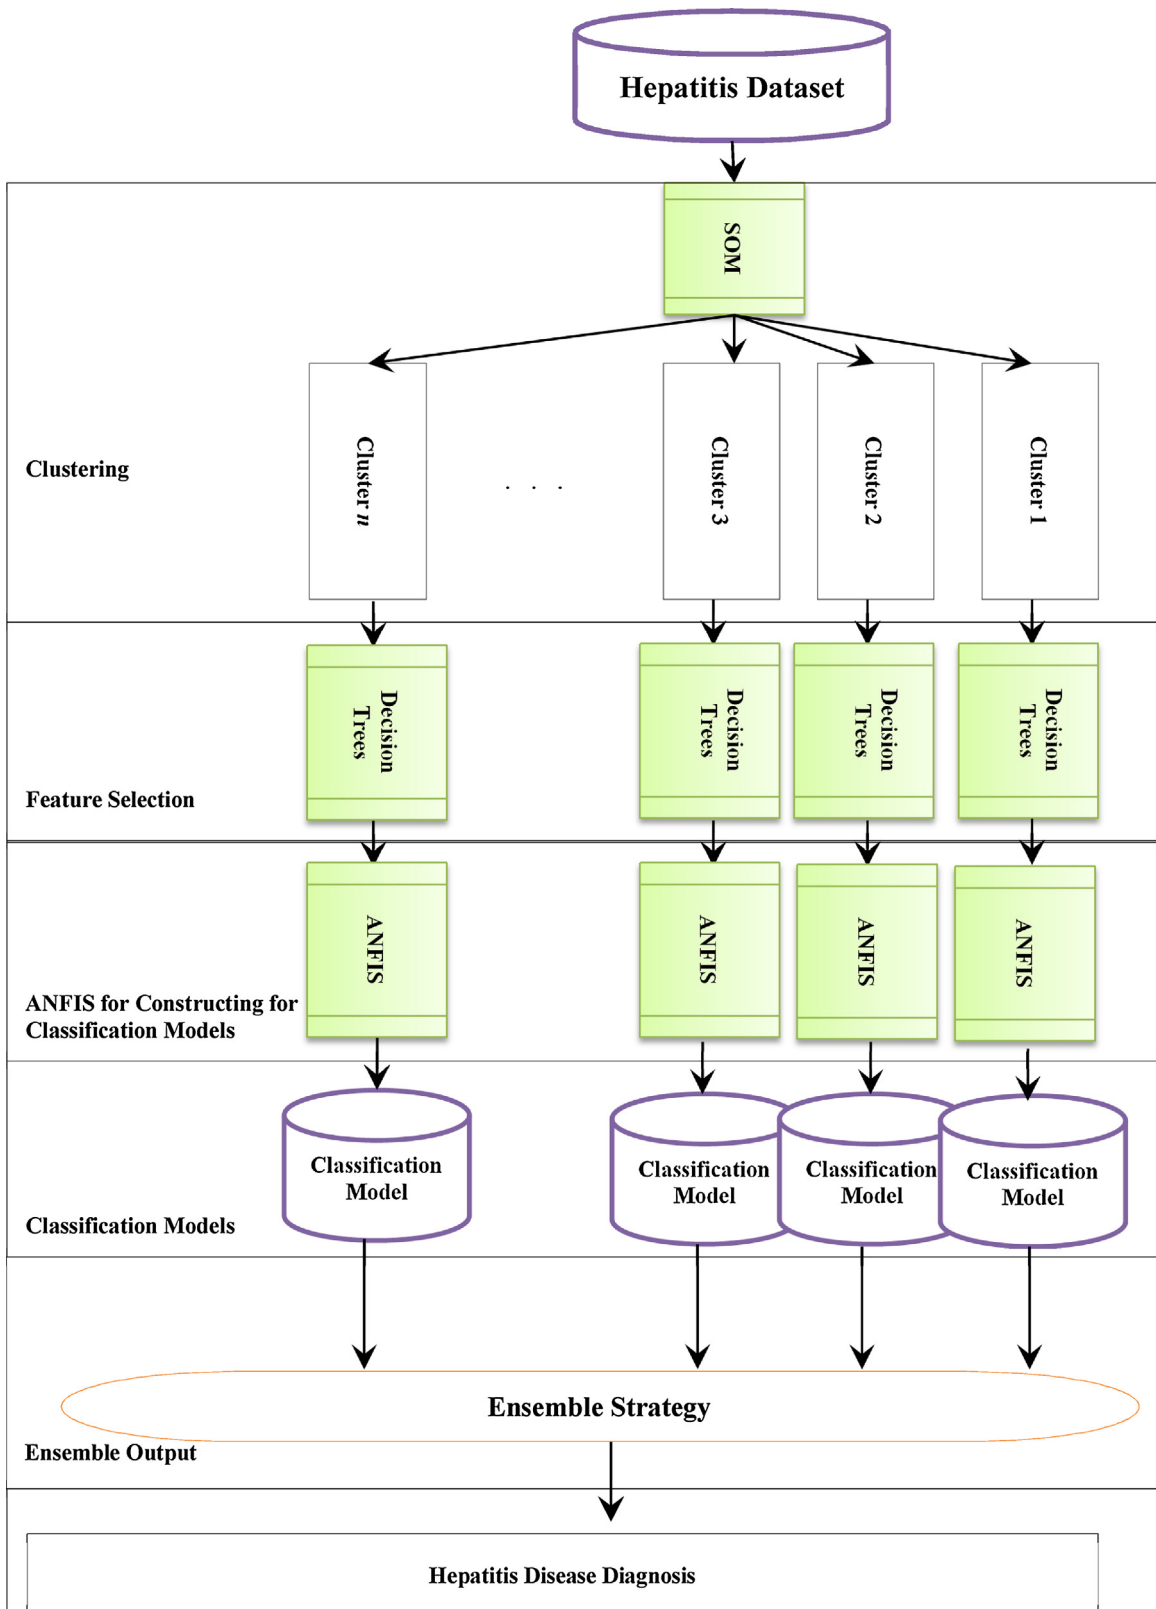 Hepatitis Dataset
SOM
Clustering
Cluster n
. . .
Cluster 3
Cluster 2
Cluster 1
Feature Selection
Decision
Trees
Decision
Trees
Decision
Trees
Decision
Trees
ANFIS for Constructing for
Classification Models
ANFIS
ANFIS
ANFIS
ANFIS
Classification Models
Classification
Model
Classification
Model
Classification
Model
Classification
Model
Ensemble Strategy
Ensemble Output
Hepatitis Disease Diagnosis